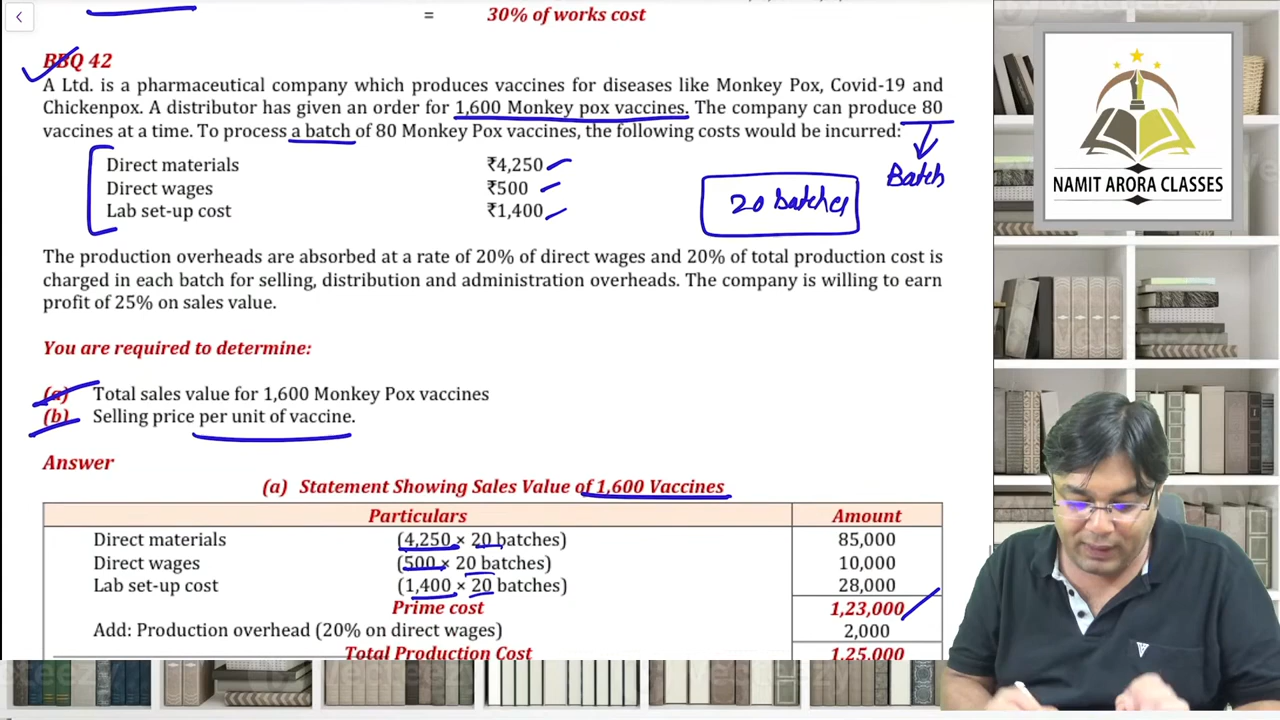 = 30% of works cost
BBQ 42
A Ltd. is a pharmaceutical company which produces vaccines for diseases like Monkey Pox, Covid-19 and
Chickenpox. A distributor has given an order for 1,600 Monkey pox vaccines. The company can produce 80
vaccines at a time. To process a batch of 80 Monkey Pox vaccines, the following costs would be incurred:
Direct materials ₹4,250
Direct wages ₹500
Lab set-up cost ₹1,400
Batch
20 batches
The production overheads are absorbed at a rate of 20% of direct wages and 20% of total production cost is
charged in each batch for selling, distribution and administration overheads. The company is willing to earn
profit of 25% on sales value.
You are required to determine:
(a) Total sales value for 1,600 Monkey Pox vaccines
(b) Selling price per unit of vaccine.
Answer
(a) Statement Showing Sales Value of 1,600 Vaccines
Particulars Amount
Direct materials (4,250 × 20 batches) 85,000
Direct wages (500 × 20 batches) 10,000
Lab set-up cost (1,400 × 20 batches) 28,000
Prime cost 1,23,000
Add: Production overhead (20% on direct wages) 2,000
Total Production Cost 1,25,000
NAMIT ARORA CLASSES